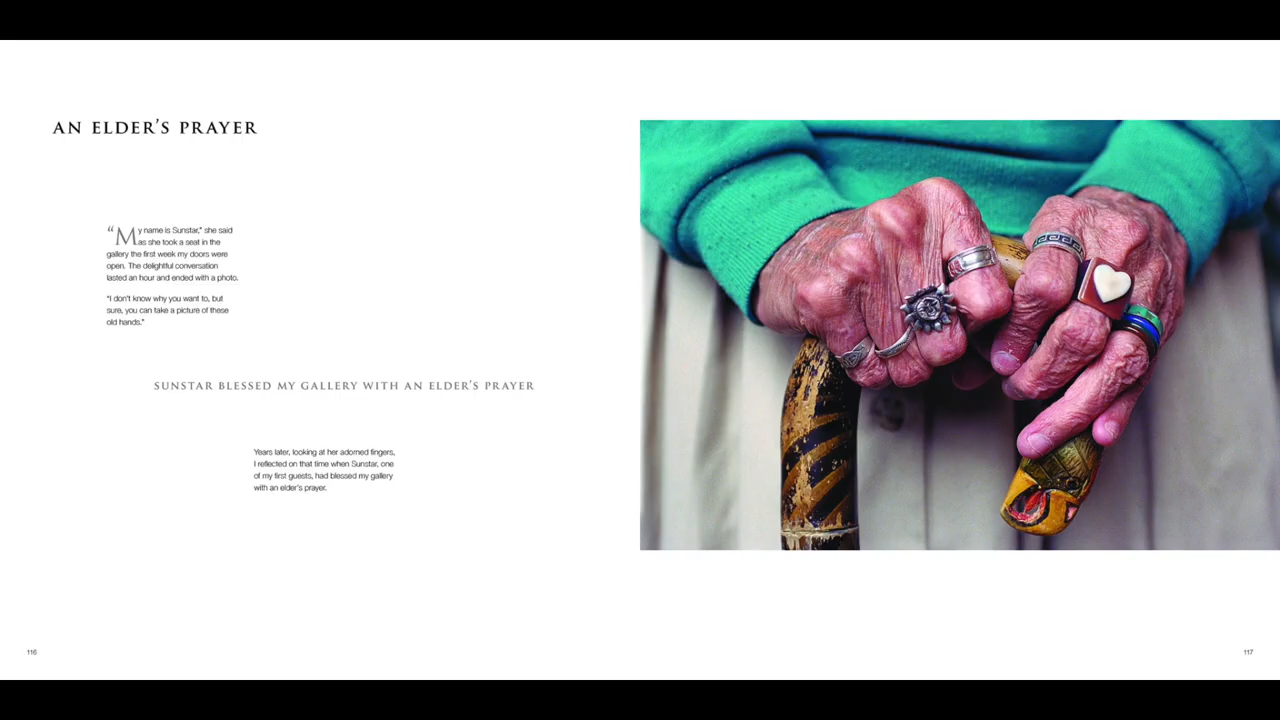 AN ELDER'S PRAYER
“My name is Sunstar,” she said
as she took a seat in the
gallery the first week my doors were
open. The delightful conversation
lasted an hour and ended with a photo.
“I don't know why you want to, but
sure, you can take a picture of these
old hands.”
SUNSTAR BLESSED MY GALLERY WITH AN ELDER'S PRAYER
Years later, looking at her adorned fingers,
I reflected on that time when Sunstar, one
of my first guests, had blessed my gallery
with an elder's prayer.
116
117